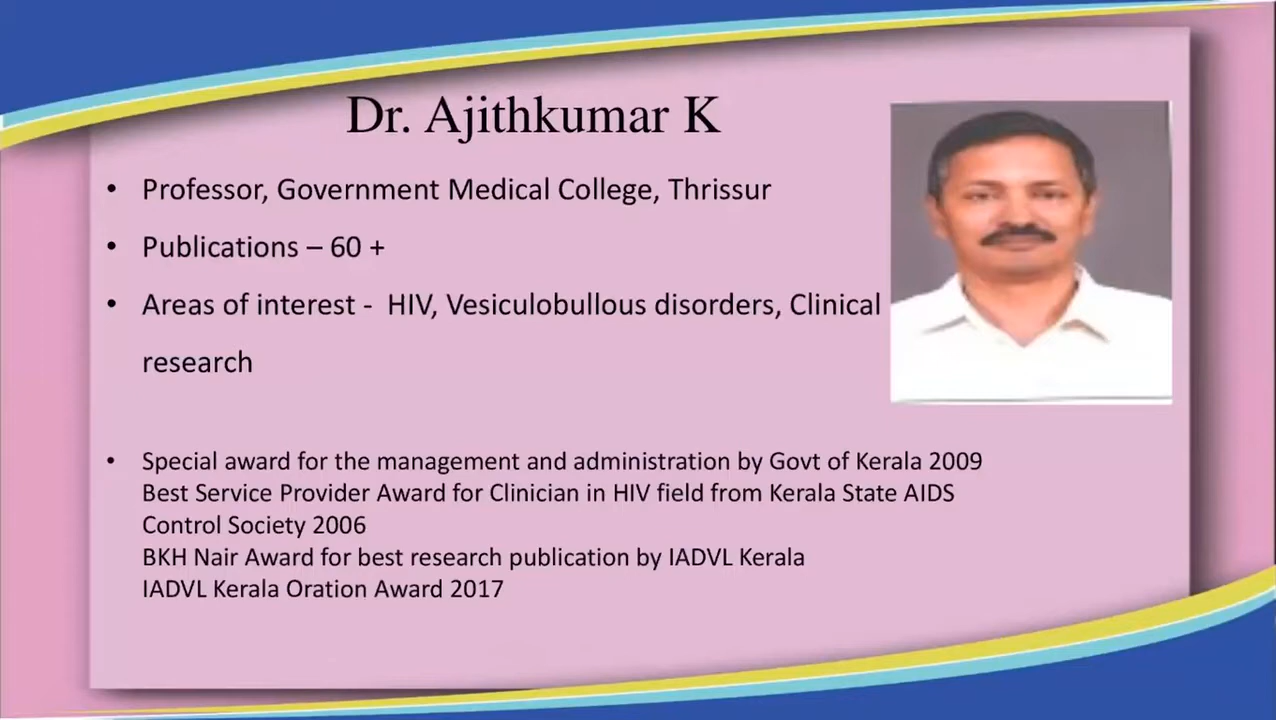 Dr. Ajithkumar K
• Professor, Government Medical College, Thrissur
• Publications – 60 +
• Areas of interest - HIV, Vesiculobullous disorders, Clinical
research
• Special award for the management and administration by Govt of Kerala 2009
Best Service Provider Award for Clinician in HIV field from Kerala State AIDS
Control Society 2006
BKH Nair Award for best research publication by IADVL Kerala
IADVL Kerala Oration Award 2017